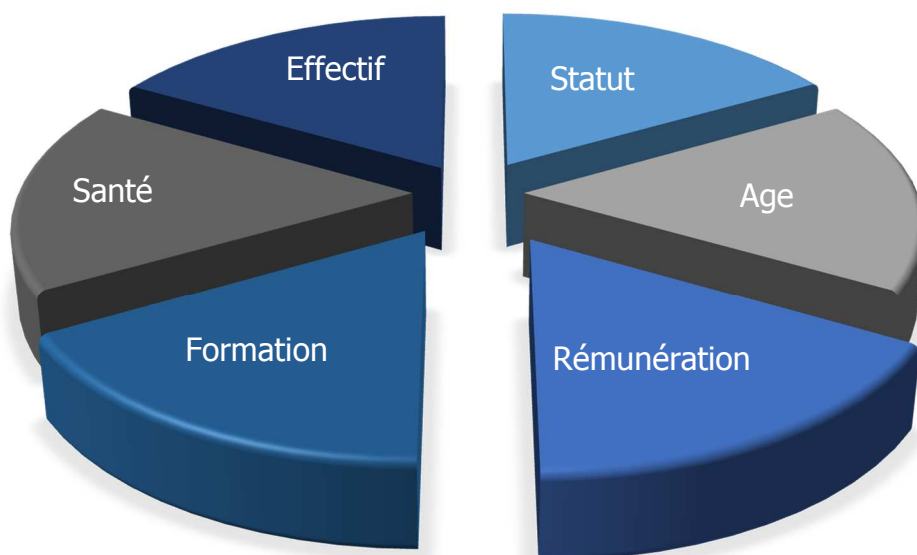 Effectif
Statut
Santé
Age
Formation
Rémunération